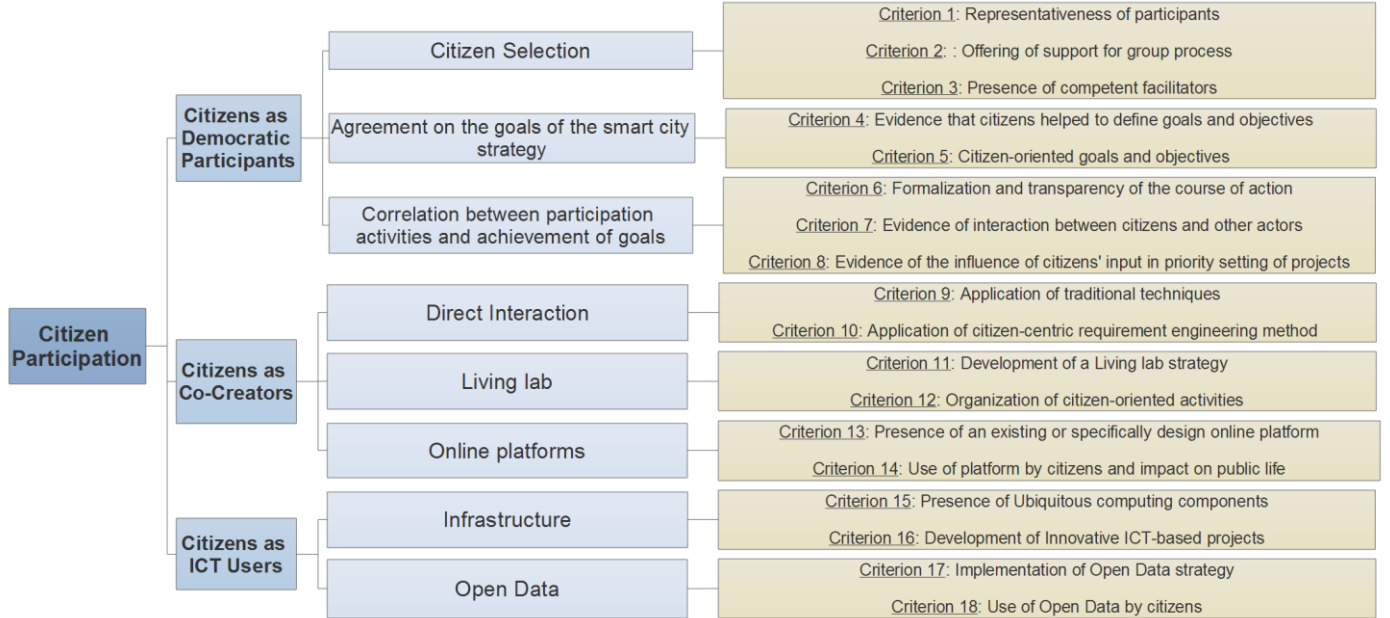 Citizen
Participation
Citizens as
Democratic
Participants
Citizen Selection
Criterion 1: Representativeness of participants
Criterion 2: : Offering of support for group process
Criterion 3: Presence of competent facilitators
Agreement on the goals of the smart city
strategy
Criterion 4: Evidence that citizens helped to define goals and objectives
Criterion 5: Citizen-oriented goals and objectives
Correlation between participation
activities and achievement of goals
Criterion 6: Formalization and transparency of the course of action
Criterion 7: Evidence of interaction between citizens and other actors
Criterion 8: Evidence of the influence of citizens' input in priority setting of projects
Citizens as
Co-Creators
Direct Interaction
Criterion 9: Application of traditional techniques
Criterion 10: Application of citizen-centric requirement engineering method
Living lab
Criterion 11: Development of a Living lab strategy
Criterion 12: Organization of citizen-oriented activities
Online platforms
Criterion 13: Presence of an existing or specifically design online platform
Criterion 14: Use of platform by citizens and impact on public life
Citizens as
ICT Users
Infrastructure
Criterion 15: Presence of Ubiquitous computing components
Criterion 16: Development of Innovative ICT-based projects
Open Data
Criterion 17: Implementation of Open Data strategy
Criterion 18: Use of Open Data by citizens